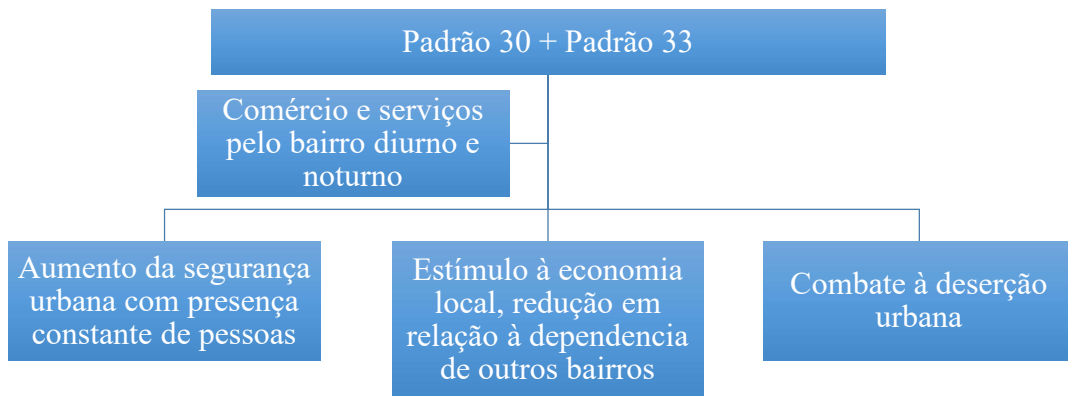 Padrão 30 + Padrão 33
Comércio e serviços
pelo bairro diurno e
noturno
Aumento da segurança
urbana com presença
constante de pessoas
Estímulo à economia
local, redução em
relação à dependencia
de outros bairros
Combate à deserção
urbana